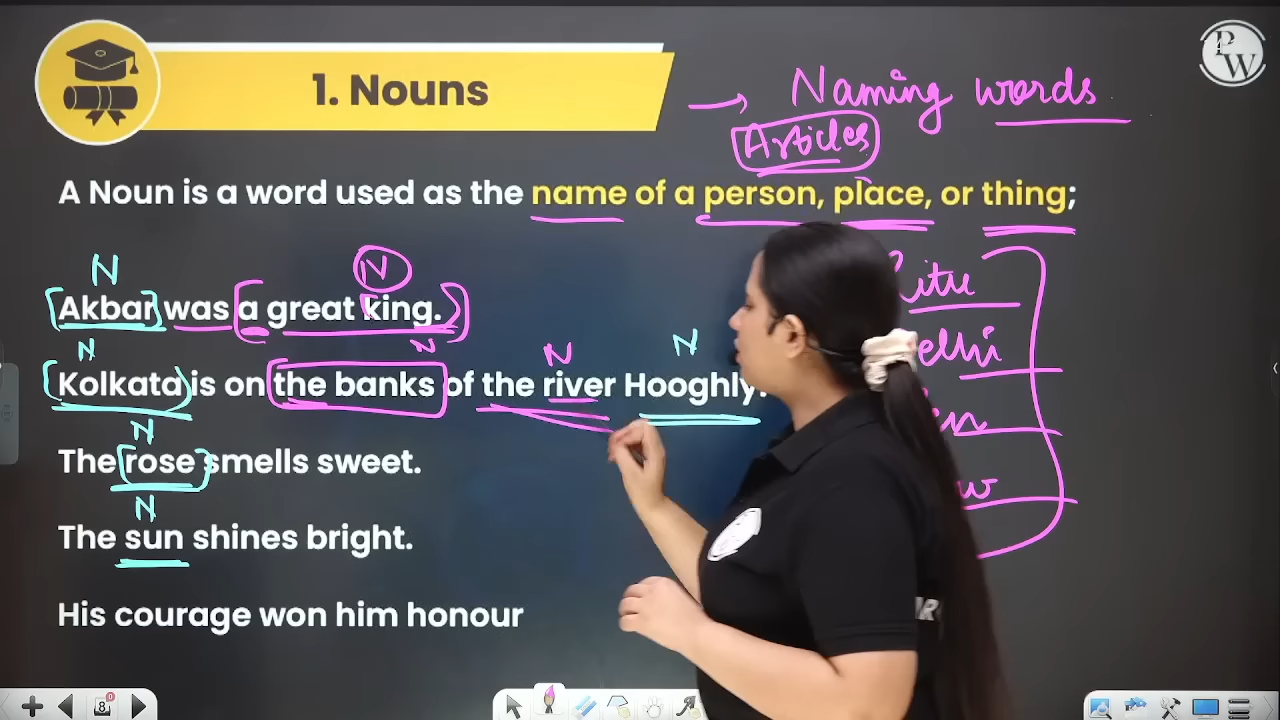 PW
1. Nouns
→ Naming words
Articles
A Noun is a word used as the name of a person, place, or thing;
N N
Akbar was a great king.
N N N N
Kolkata is on the banks of the river Hooghly.
N
The rose smells sweet.
N
The sun shines bright.
His courage won him honour
8